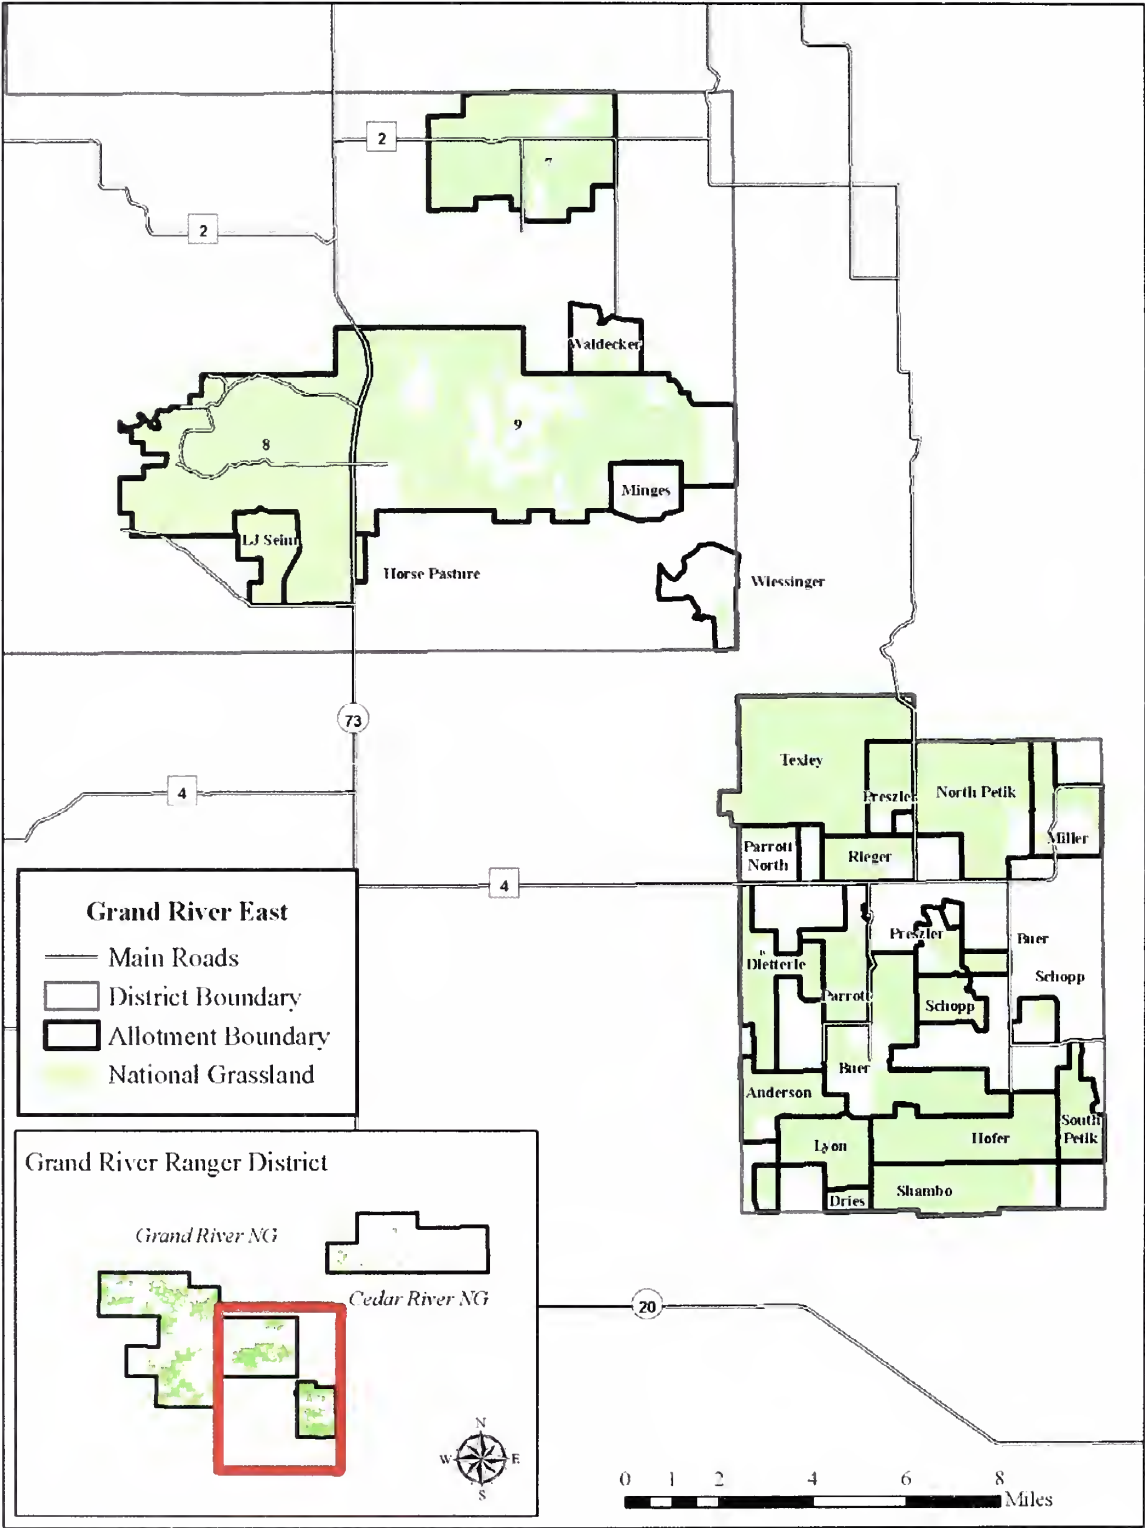 2
7
2
Waldecker
9
8
Minges
LJ Seim
Horse Pasture
Wiessinger
73
Texley
4
Preszler
North Petik
Miller
Parrott
North
Rieger
4
Grand River East
Main Roads
District Boundary
Allotment Boundary
National Grassland
Preszler
Buer
Dietterle
Schopp
Parrott
Schopp
Buer
Anderson
South
Petik
Lyon
Hofer
Shambo
Dries
Grand River Ranger District
Grand River NG
Cedar River NG
20
N
W E
S
0 1 2 4 6 8
Miles